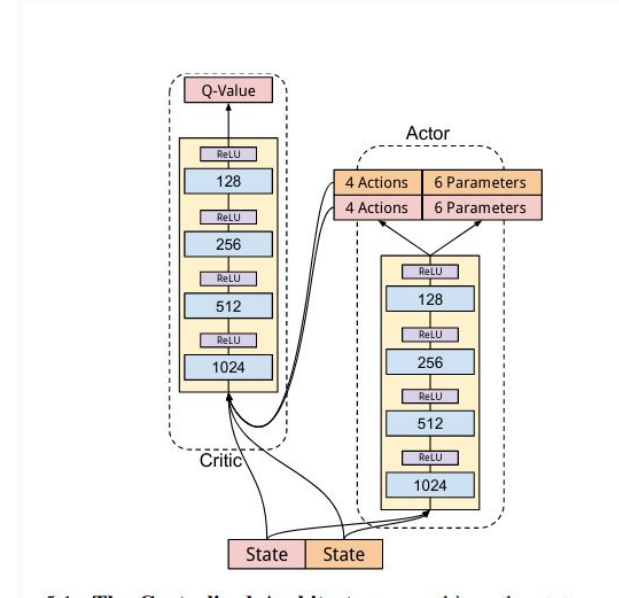 Q-Value
ReLU
128
ReLU
256
ReLU
512
ReLU
1024
Critic
Actor
4 Actions 6 Parameters
4 Actions 6 Parameters
ReLU
128
ReLU
256
ReLU
512
ReLU
1024
State State